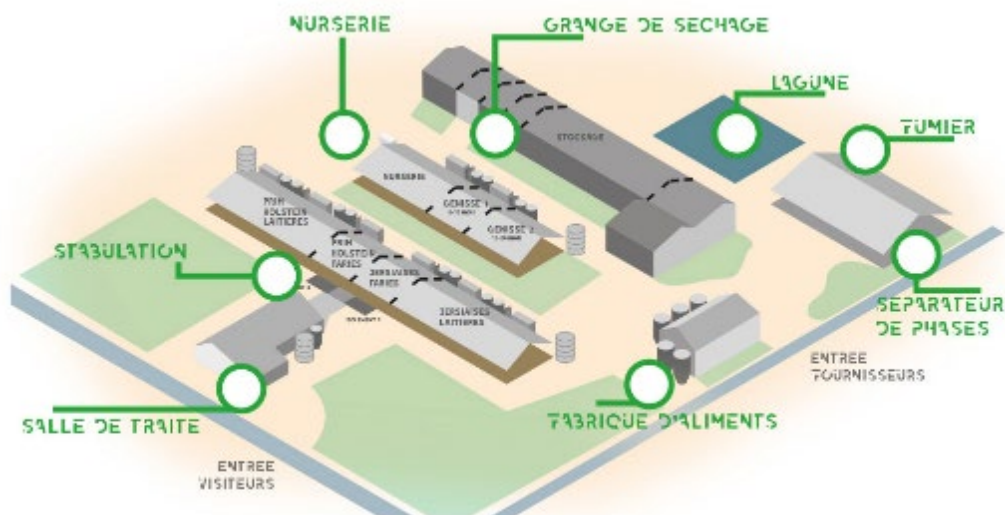 NURSERIE
GRANGE DE SECHAGE
LAGUNE
FUMIER
STOCKAGE
NURSERIE
GENISSE 1
GENISSE 2
PRIM
HOLSTEIN
LAITIERES
PRIM
HOLSTEIN
TARIES
JERSIAISES
TARIES
JERSIAISES
LAITIERES
STABULATION
SEPARATEUR
DE PHASES
ENTREE
FOURNISSEURS
FABRIQUE D'ALIMENTS
SALLE DE TRAITE
ENTREE
VISITEURS